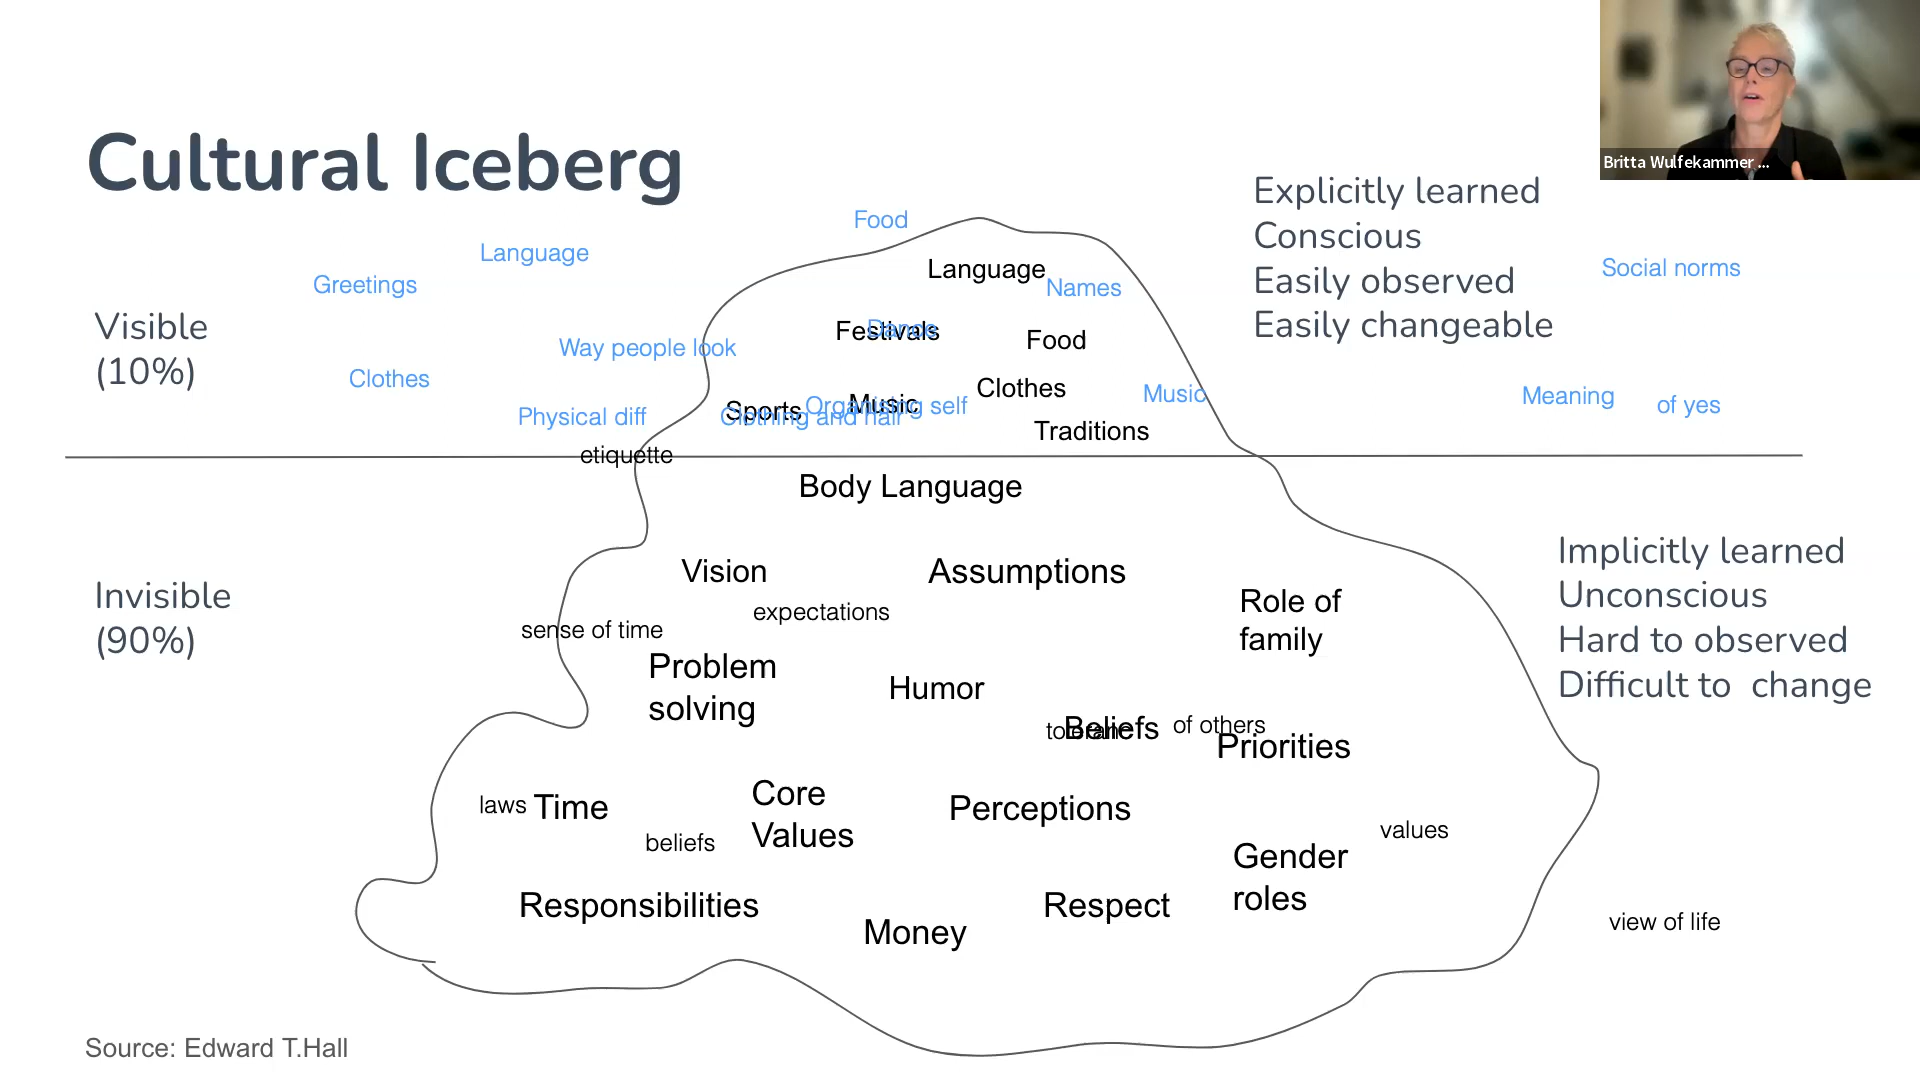 Britta Wulfekammer ...
Cultural Iceberg
Explicitly learned
Conscious
Easily observed
Easily changeable
Food
Language
Greetings
Language
Names
Social norms
Visible
(10%)
Festivals
Dance
Food
Way people look
Clothes
Clothes
Music
Meaning
of yes
Sports
Music
Organising self
Physical diff
Clothing and hair
Traditions
etiquette
Body Language
Implicitly learned
Unconscious
Hard to observed
Difficult to change
Vision
Assumptions
Invisible
(90%)
expectations
Role of
family
sense of time
Problem
solving
Humor
Beliefs
of others
Priorities
laws
Time
Core
Values
Perceptions
beliefs
values
Gender
roles
Responsibilities
Respect
Money
view of life
Source: Edward T.Hall